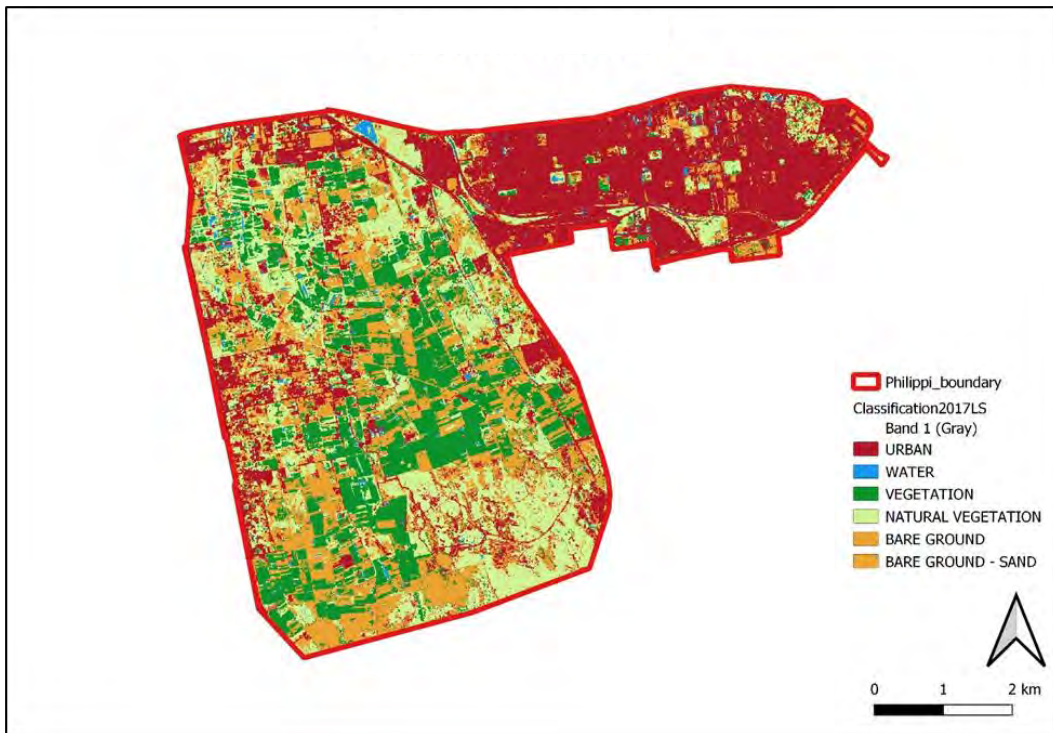 Philippi_boundary
Classification2017LS
Band 1 (Gray)
URBAN
WATER
VEGETATION
NATURAL VEGETATION
BARE GROUND
BARE GROUND - SAND
0 1 2 km